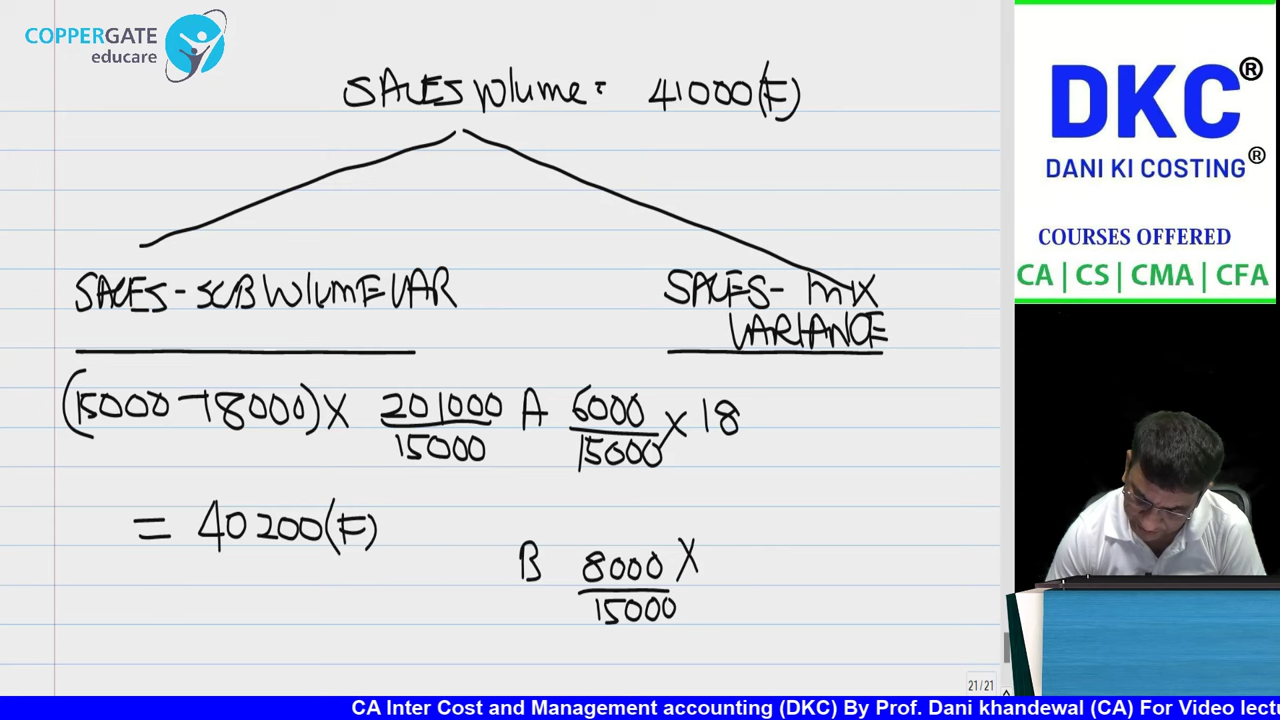 COPPERGATE
educare
SALES Volume = 41000(F)
SALES - SUB VOlUME VAR
SALES - MIX
VARIANCE
(15000 - 18000) X 201000
15000
A 6000 X 18
15000
= 40200(F)
B 8000 X
15000
21/21
DKC®
DANI KI COSTING®
COURSES OFFERED
CA | CS | CMA | CFA
CA Inter Cost and Management accounting (DKC) By Prof. Dani khandewal (CA) For Video lect